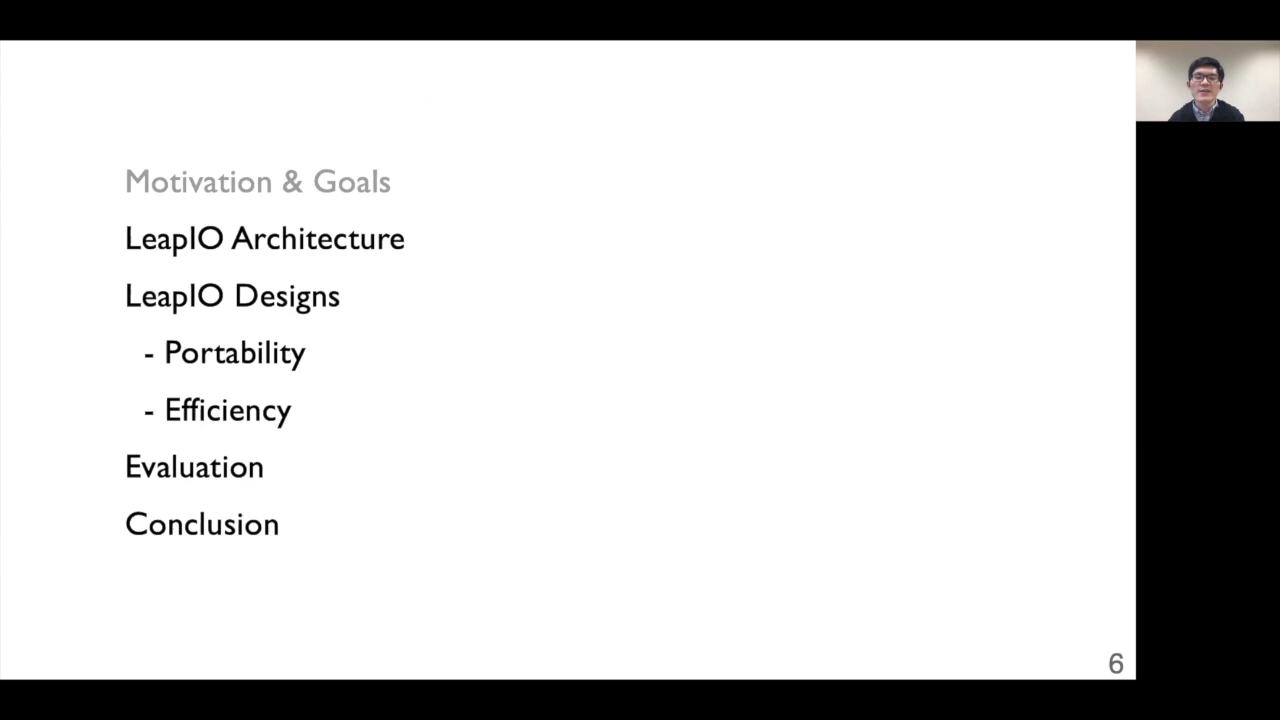 Motivation & Goals
LeapIO Architecture
LeapIO Designs
- Portability
- Efficiency
Evaluation
Conclusion
6